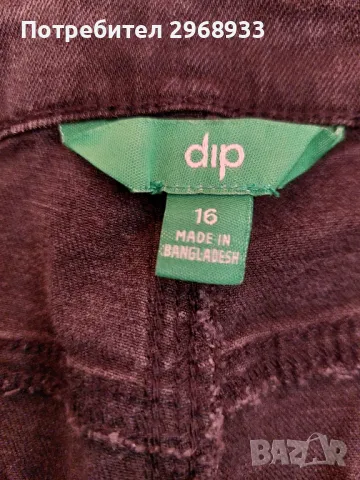 Потребител 2968933
dip
16
MADE IN
BANGLADESH
BAZAR